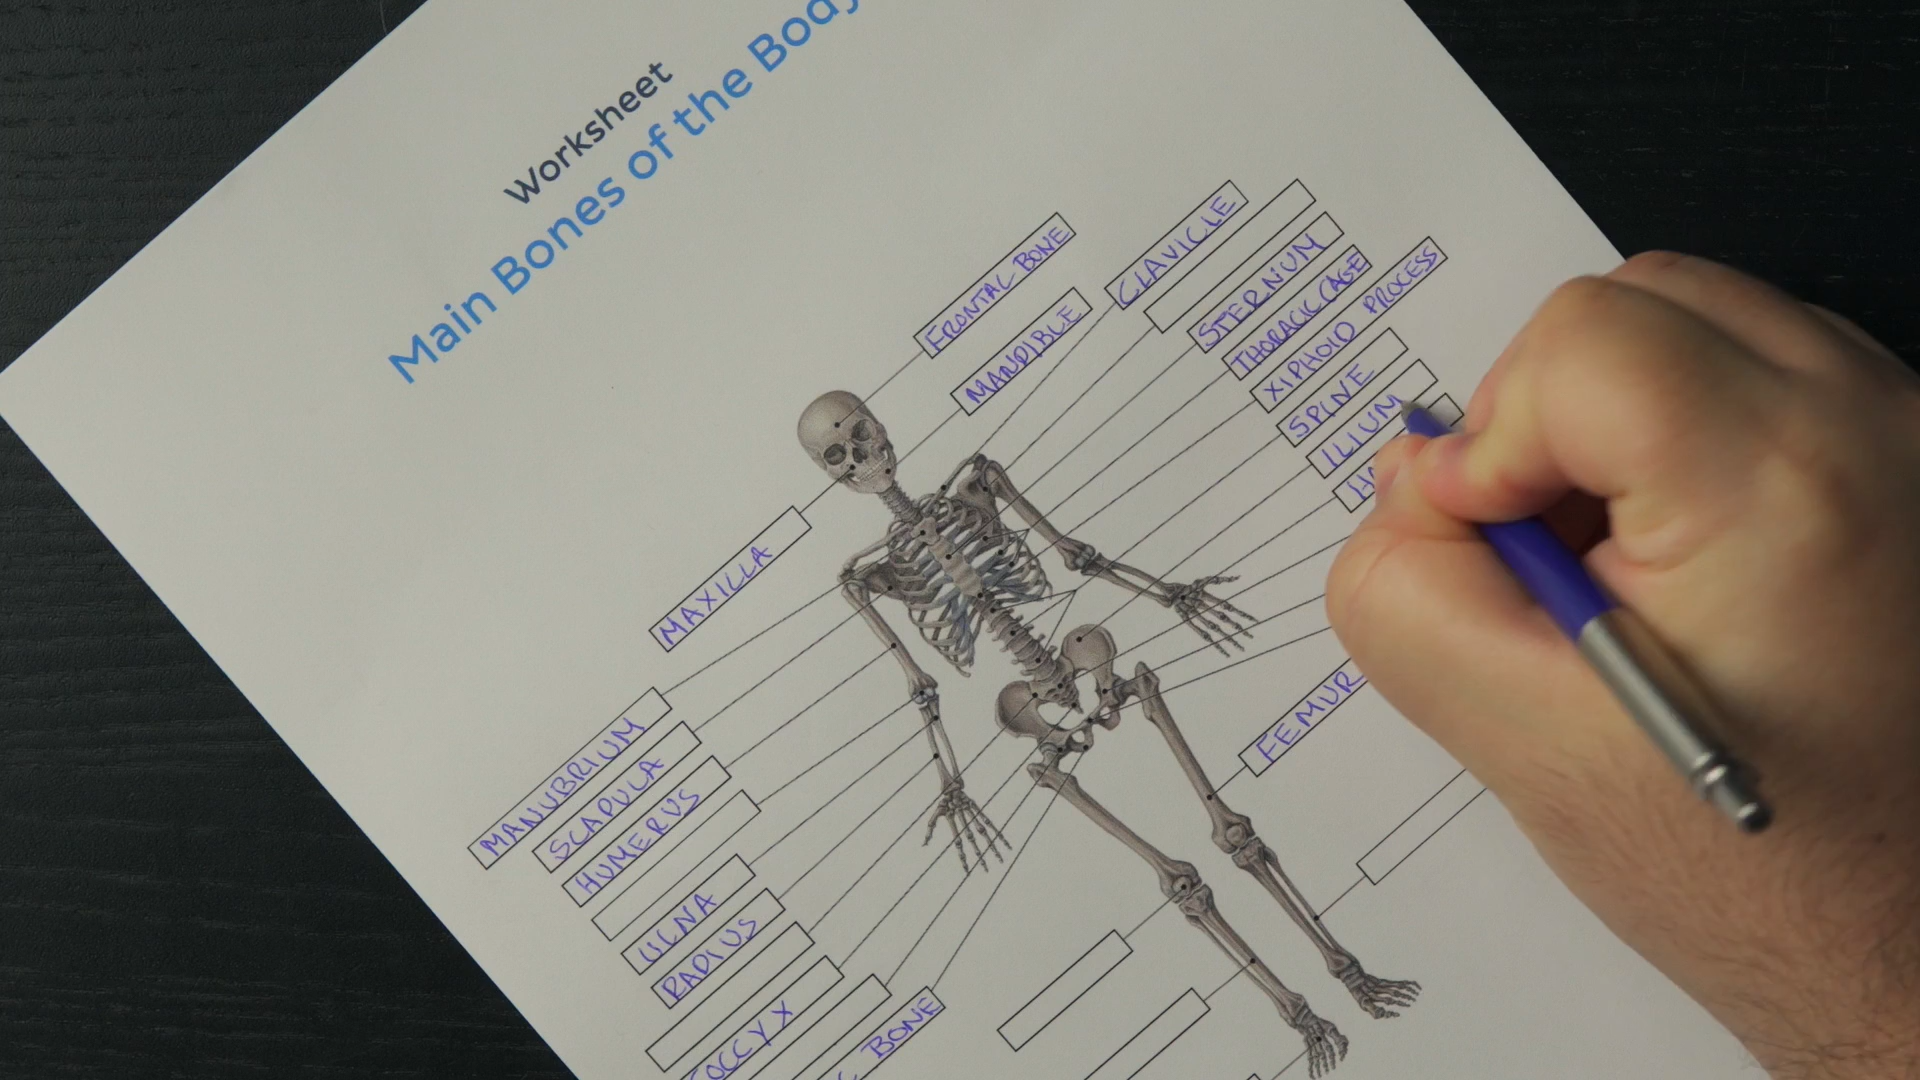 Worksheet
Main Bones of the Body
FRONTAL BONE
MANDIBLE
CLAVICLE
STERNUM
THORACIC CAGE
XIPHOID PROCESS
SPINE
ILIUM
MAXILLA
MANUBRIUM
SCAPULA
HUMERUS
ULNA
RADIUS
OCCYX
BONE
FEMUR